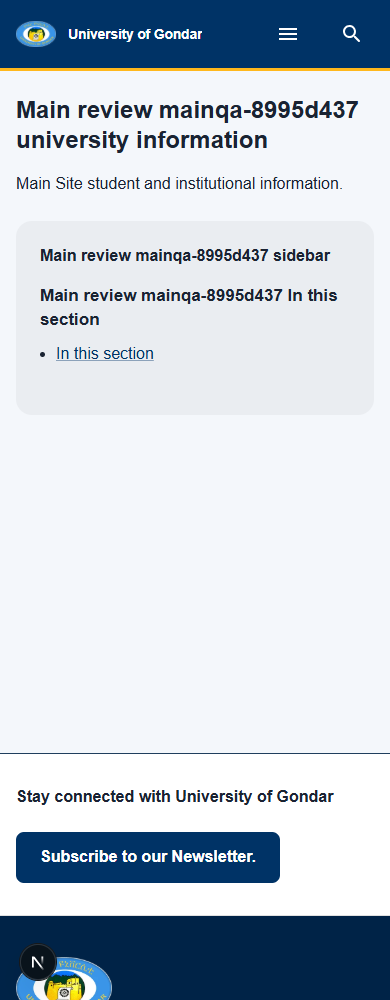 University of Gondar
Main review mainqa-8995d437
university information
Main Site student and institutional information.
Main review mainqa-8995d437 sidebar
Main review mainqa-8995d437 In this
section
In this section
Stay connected with University of Gondar
Subscribe to our Newsletter.
N